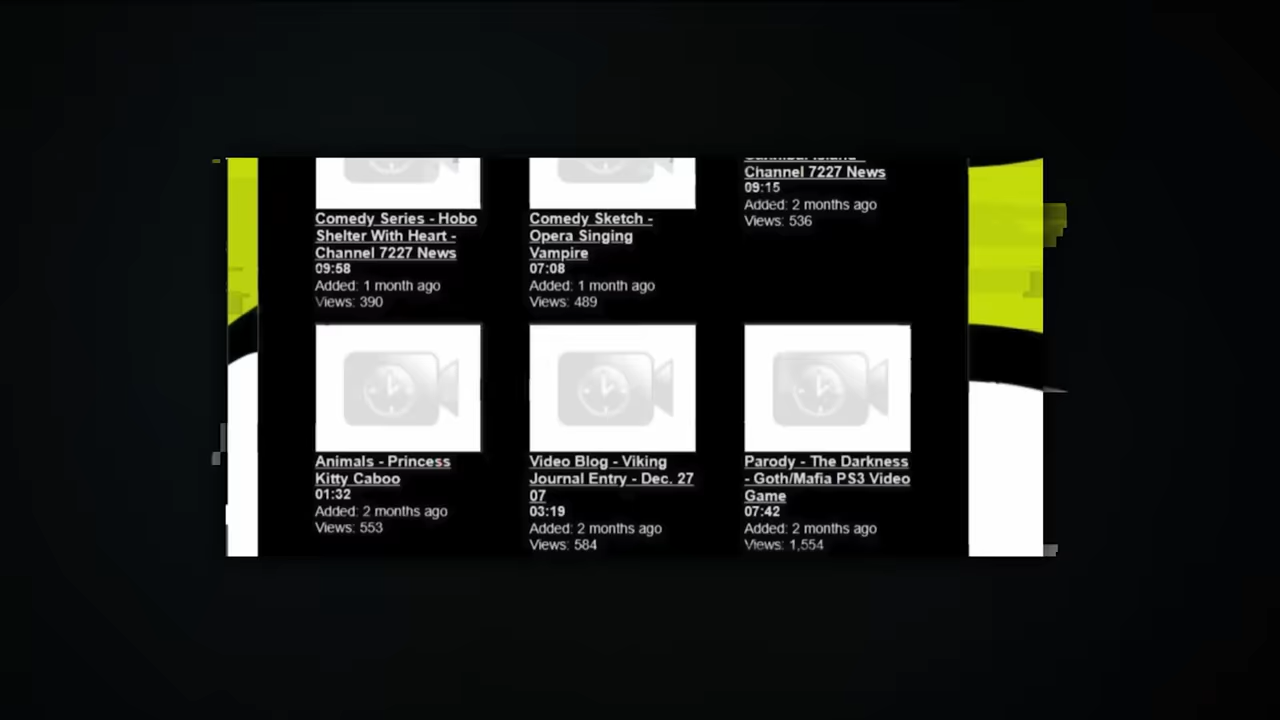 Comedy Series - Hobo
Shelter With Heart -
Channel 7227 News
09:58
Added: 1 month ago
Views: 390
Comedy Sketch -
Opera Singing
Vampire
07:08
Added: 1 month ago
Views: 489
Cannibal Island -
Channel 7227 News
09:15
Added: 2 months ago
Views: 536
Animals - Princess
Kitty Caboo
01:32
Added: 2 months ago
Views: 553
Video Blog - Viking
Journal Entry - Dec. 27
07
03:19
Added: 2 months ago
Views: 584
Parody - The Darkness
- Goth/Mafia PS3 Video
Game
07:42
Added: 2 months ago
Views: 1,554